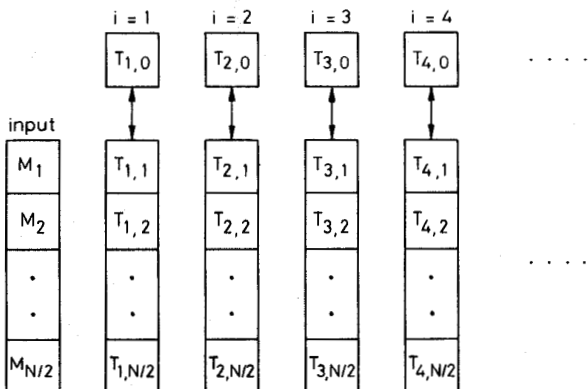 i = 1 i = 2 i = 3 i = 4
T1,0 T2,0 T3,0 T4,0 . . . .
input
M1 T1,1 T2,1 T3,1 T4,1
M2 T1,2 T2,2 T3,2 T4,2
. . . . . . . . .
. . . . .
MN/2 T1,N/2 T2,N/2 T3,N/2 T4,N/2